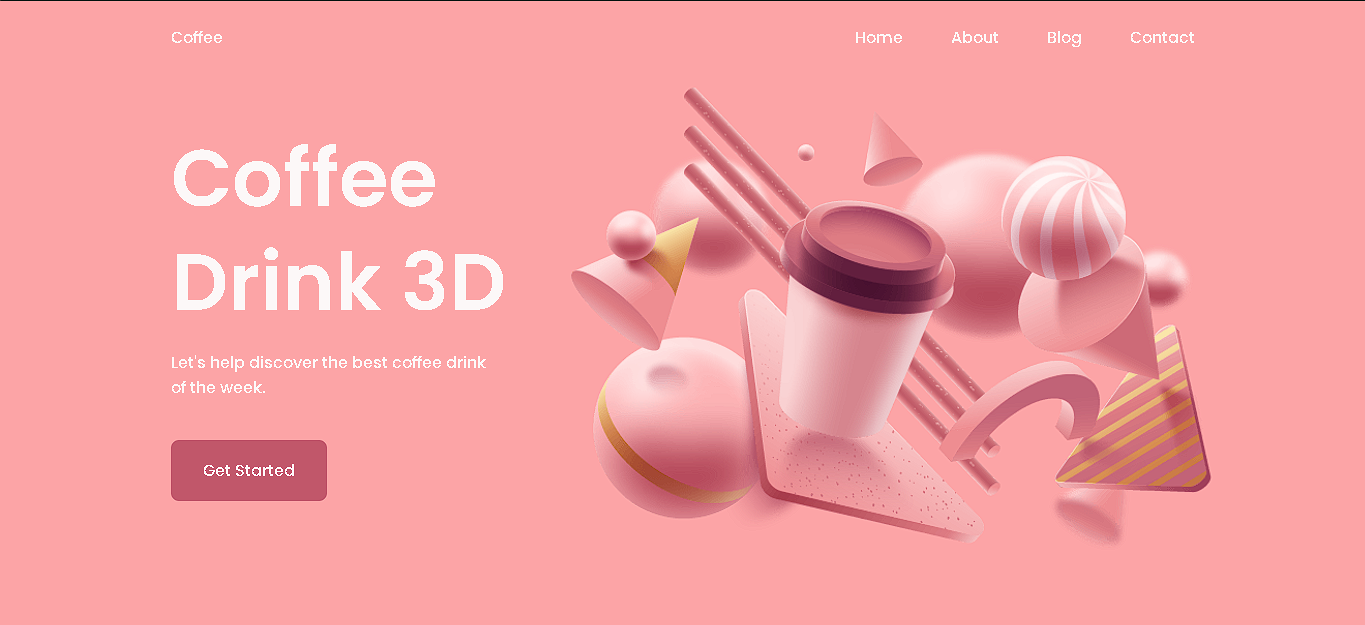 Coffee
Home About Blog Contact
Coffee
Drink 3D
Let's help discover the best coffee drink
of the week.
Get Started